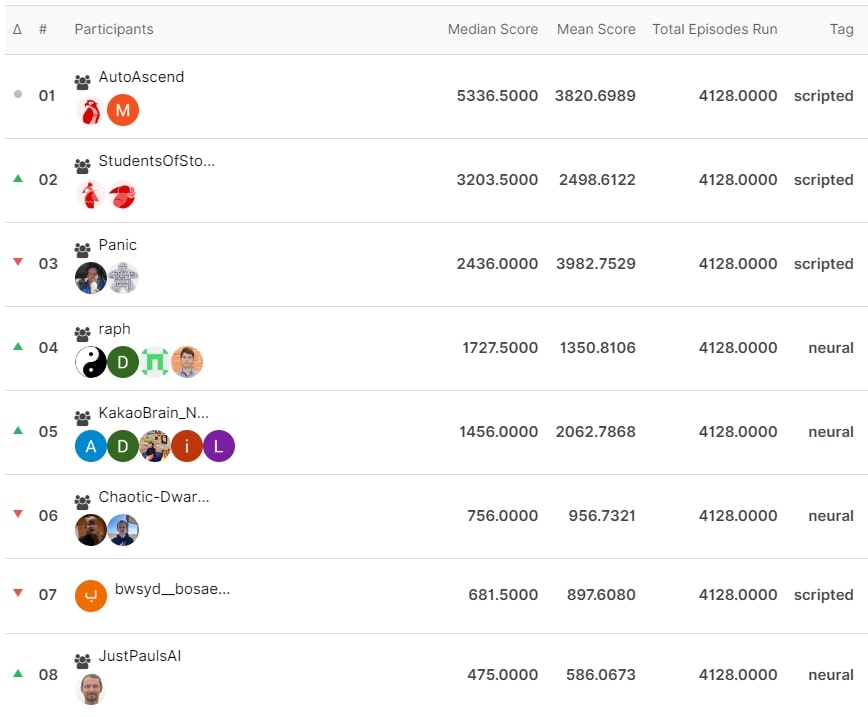 Δ # Participants Median Score Mean Score Total Episodes Run Tag
AutoAscend
01 5336.5000 3820.6989 4128.0000 scripted
M
StudentsOfSto...
02 3203.5000 2498.6122 4128.0000 scripted
Panic
03 2436.0000 3982.7529 4128.0000 scripted
raph
04 1727.5000 1350.8106 4128.0000 neural
D
KakaoBrain_N...
05 1456.0000 2062.7868 4128.0000 neural
A D i L
Chaotic-Dwar...
06 756.0000 956.7321 4128.0000 neural
bwsyd__bosae...
07 ب 681.5000 897.6080 4128.0000 scripted
JustPaulsAI
08 475.0000 586.0673 4128.0000 neural